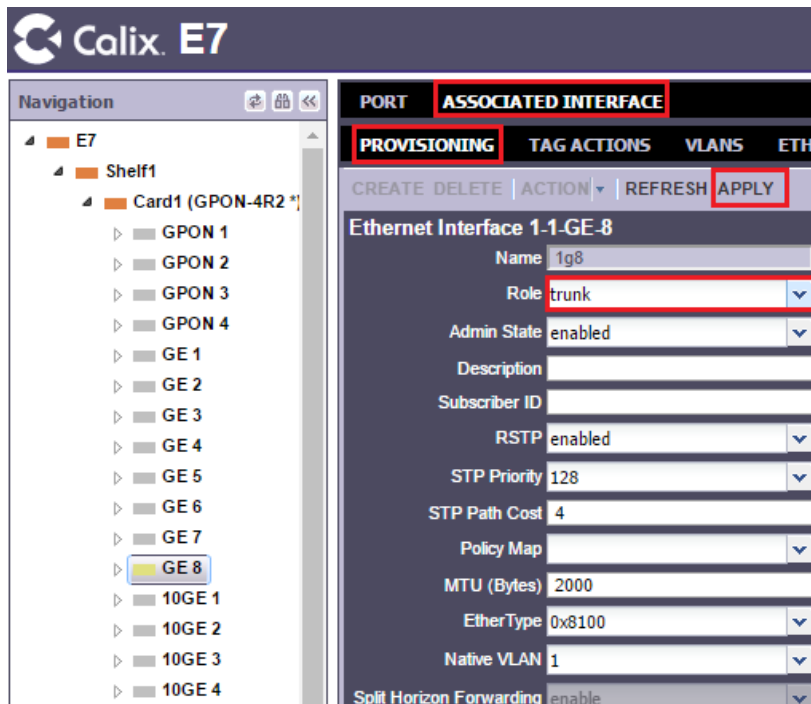 Calix. E7
Navigation
E7
Shelf1
Card1 (GPON-4R2 *)
GPON 1
GPON 2
GPON 3
GPON 4
GE 1
GE 2
GE 3
GE 4
GE 5
GE 6
GE 7
GE 8
10GE 1
10GE 2
10GE 3
10GE 4
PORT ASSOCIATED INTERFACE
PROVISIONING TAG ACTIONS VLANS ETH
CREATE DELETE ACTION REFRESH APPLY
Ethernet Interface 1-1-GE-8
Name 1g8
Role trunk
Admin State enabled
Description
Subscriber ID
RSTP enabled
STP Priority 128
STP Path Cost 4
Policy Map
MTU (Bytes) 2000
EtherType 0x8100
Native VLAN 1
Split Horizon Forwarding enable